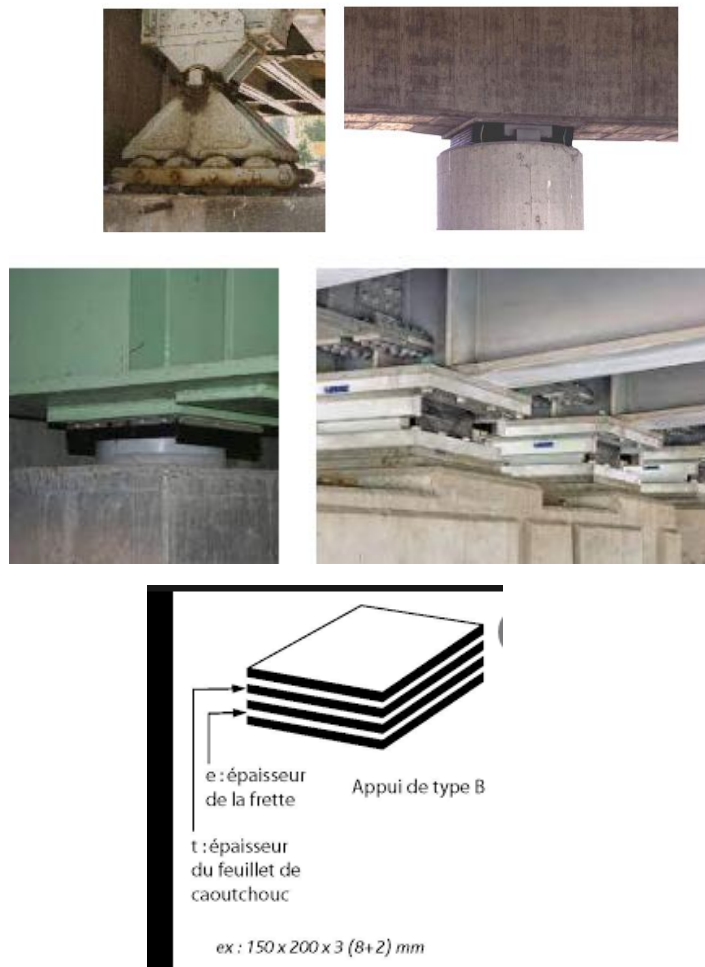 e : épaisseur
de la frette
Appui de type B
t : épaisseur
du feuillet de
caoutchouc
ex : 150 x 200 x 3 (8+2) mm